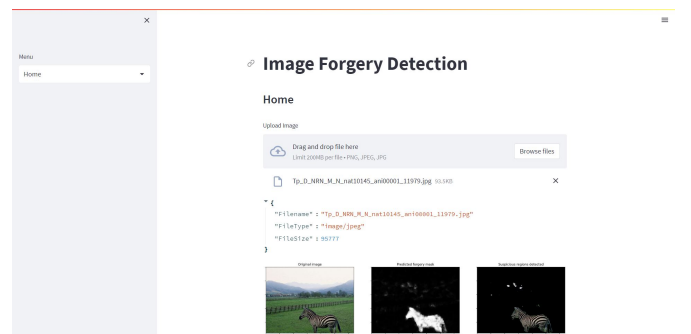 Menu
Home
Image Forgery Detection
Home
Upload Image
Drag and drop file here
Limit 200MB per file • PNG, JPEG, JPG
Browse files
Tp_D_NRN_M_N_nat10145_ani00001_11979.jpg 93.5KB
{
"Filename" : "Tp_D_NRN_M_N_nat10145_ani00001_11979.jpg"
"FileType" : "image/jpeg"
"FileSize" : 95777
}
Original Image
Predicted forgery mask
Suspicious regions detected